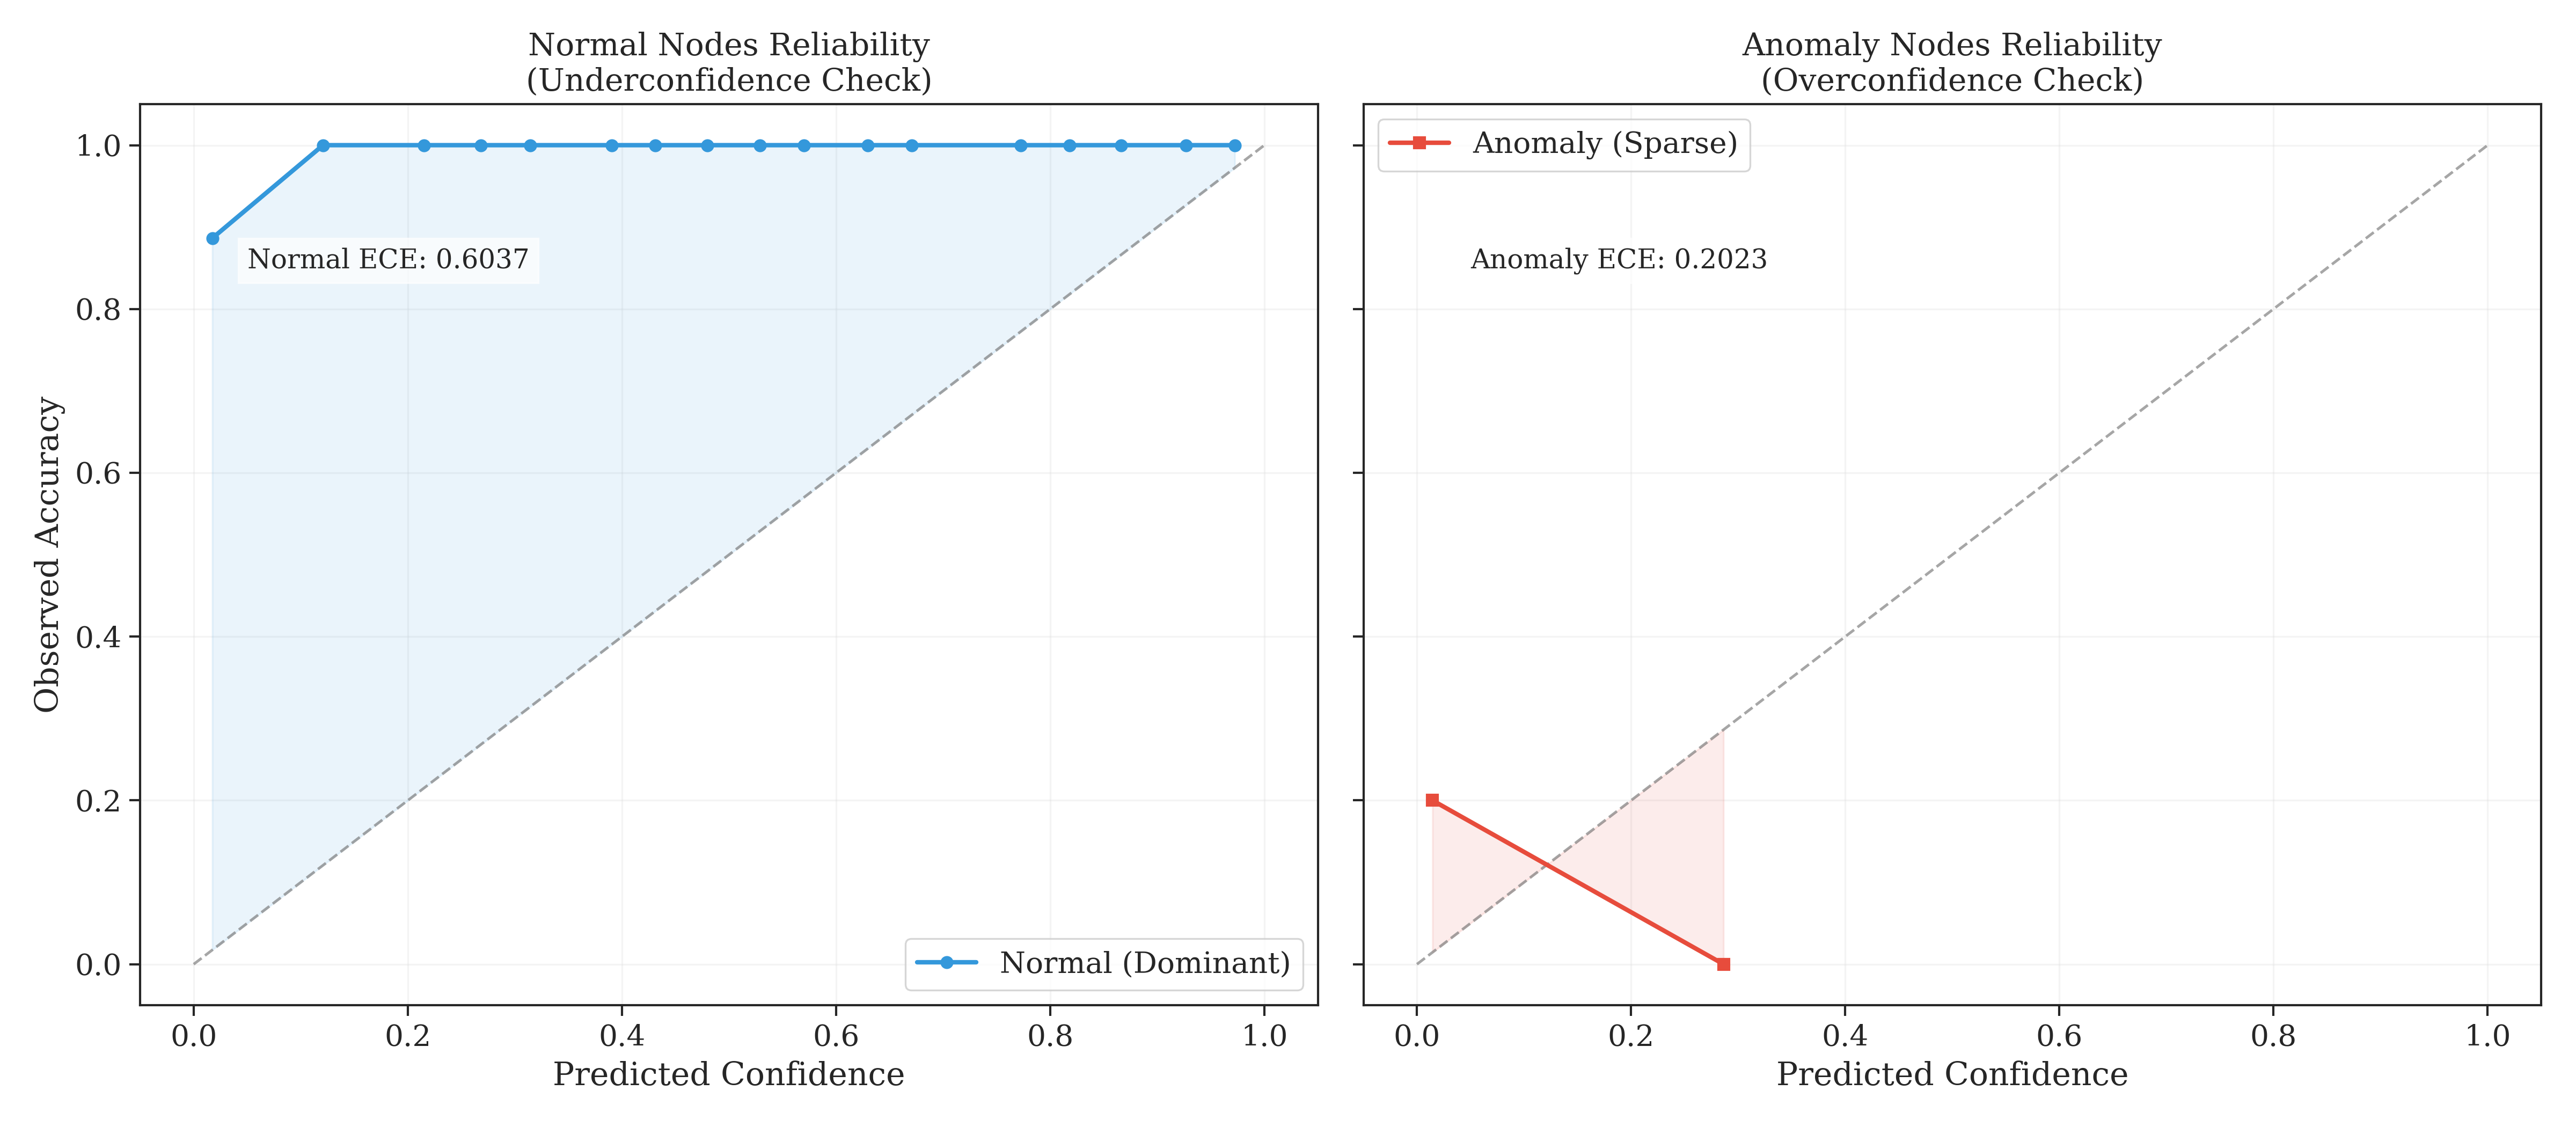 Normal Nodes Reliability
(Underconfidence Check)
Observed Accuracy
1.0
0.8
0.6
0.4
0.2
0.0
Normal ECE: 0.6037
Normal (Dominant)
0.0 0.2 0.4 0.6 0.8 1.0
Predicted Confidence
Anomaly Nodes Reliability
(Overconfidence Check)
Anomaly (Sparse)
Anomaly ECE: 0.2023
0.0 0.2 0.4 0.6 0.8 1.0
Predicted Confidence